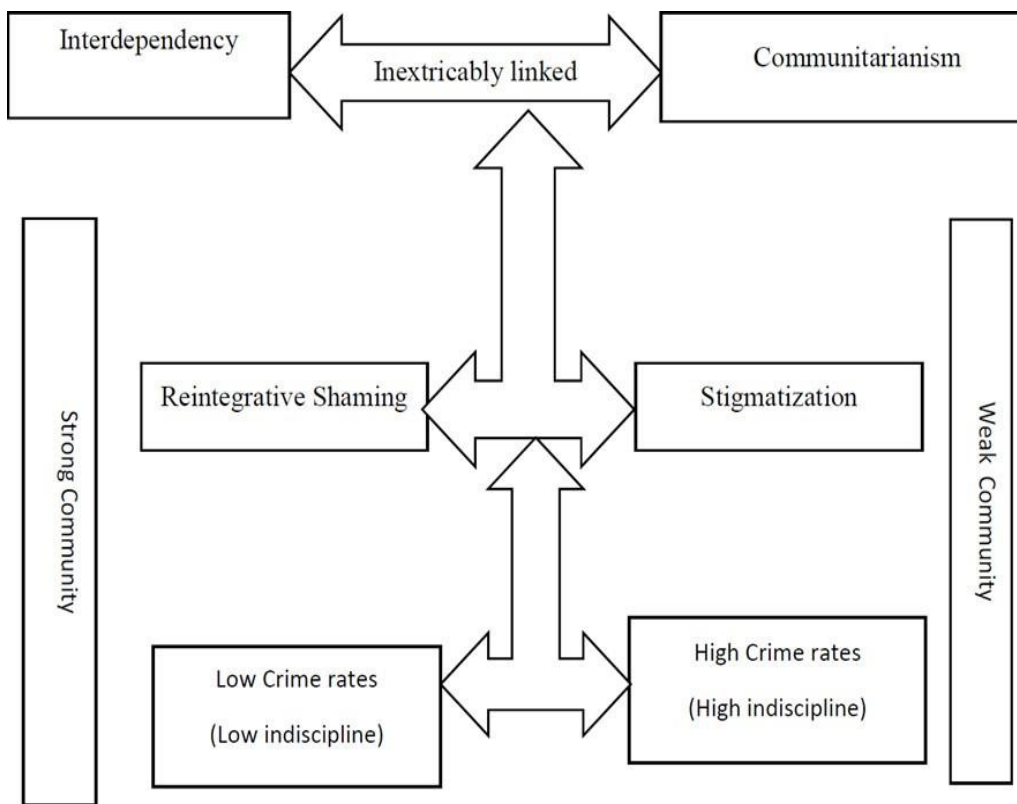 Interdependency
Inextricably linked
Communitarianism
Strong Community
Reintegrative Shaming
Stigmatization
Weak Community
Low Crime rates
(Low indiscipline)
High Crime rates
(High indiscipline)